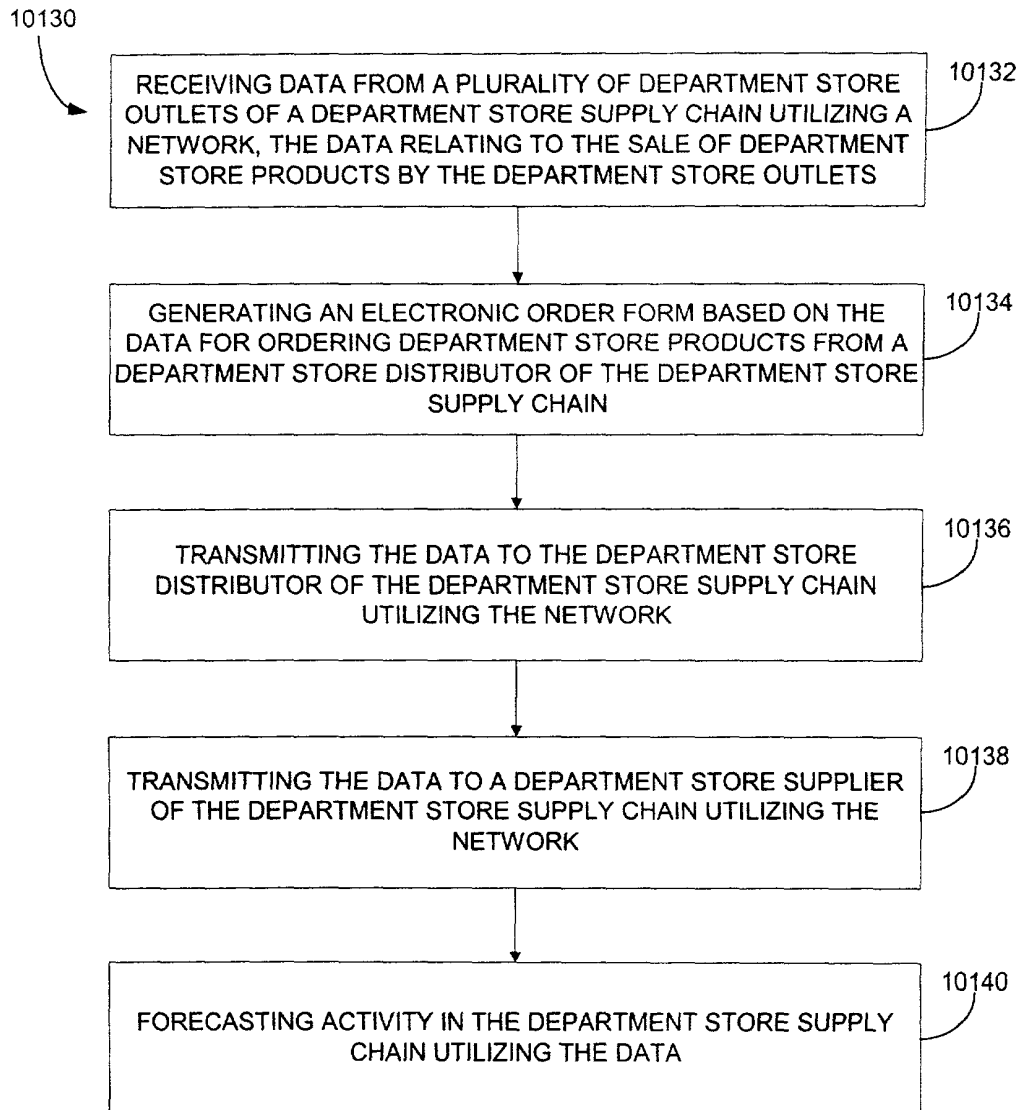 10130
RECEIVING DATA FROM A PLURALITY OF DEPARTMENT STORE
OUTLETS OF A DEPARTMENT STORE SUPPLY CHAIN UTILIZING A
NETWORK, THE DATA RELATING TO THE SALE OF DEPARTMENT
STORE PRODUCTS BY THE DEPARTMENT STORE OUTLETS
10132
GENERATING AN ELECTRONIC ORDER FORM BASED ON THE
DATA FOR ORDERING DEPARTMENT STORE PRODUCTS FROM A
DEPARTMENT STORE DISTRIBUTOR OF THE DEPARTMENT STORE
SUPPLY CHAIN
10134
TRANSMITTING THE DATA TO THE DEPARTMENT STORE
DISTRIBUTOR OF THE DEPARTMENT STORE SUPPLY CHAIN
UTILIZING THE NETWORK
10136
TRANSMITTING THE DATA TO A DEPARTMENT STORE SUPPLIER
OF THE DEPARTMENT STORE SUPPLY CHAIN UTILIZING THE
NETWORK
10138
FORECASTING ACTIVITY IN THE DEPARTMENT STORE SUPPLY
CHAIN UTILIZING THE DATA
10140